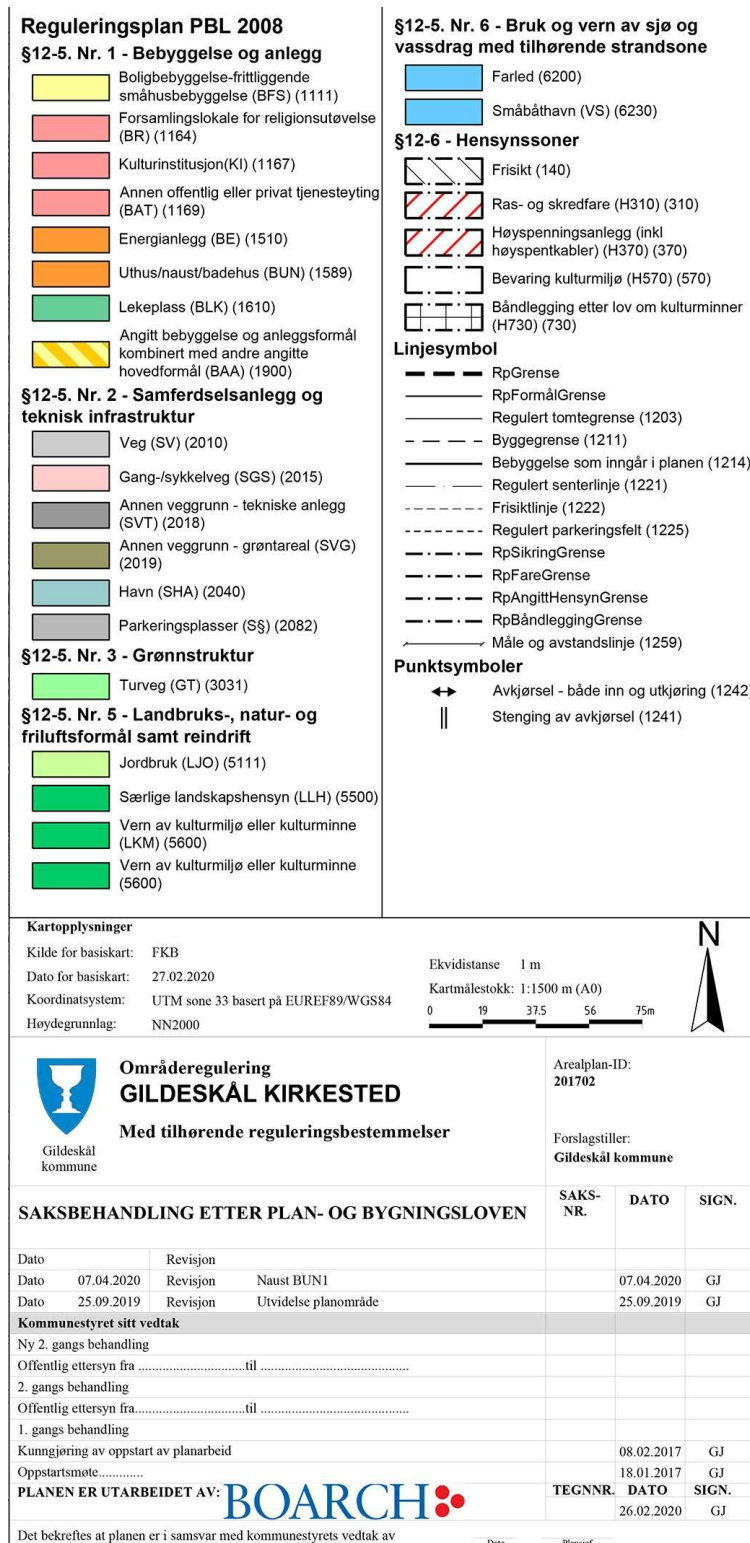 Reguleringsplan PBL 2008
§12-5. Nr. 1 - Bebyggelse og anlegg
Boligbebyggelse-frittliggende
småhusbebyggelse (BFS) (1111)
Forsamlingslokale for religionsutøvelse
(BR) (1164)
Kulturinstitusjon(KI) (1167)
Annen offentlig eller privat tjenesteyting
(BAT) (1169)
Energianlegg (BE) (1510)
Uthus/naust/badehus (BUN) (1589)
Lekeplass (BLK) (1610)
Angitt bebyggelse og anleggsformål
kombinert med andre angitte
hovedformål (BAA) (1900)
§12-5. Nr. 2 - Samferdselsanlegg og
teknisk infrastruktur
Veg (SV) (2010)
Gang-/sykkelveg (SGS) (2015)
Annen veggrunn - tekniske anlegg
(SVT) (2018)
Annen veggrunn - grøntareal (SVG)
(2019)
Havn (SHA) (2040)
Parkeringsplasser (S§) (2082)
§12-5. Nr. 3 - Grønnstruktur
Turveg (GT) (3031)
§12-5. Nr. 5 - Landbruks-, natur- og
friluftsformål samt reindrift
Jordbruk (LJO) (5111)
Særlige landskapshensyn (LLH) (5500)
Vern av kulturmiljø eller kulturminne
(LKM) (5600)
Vern av kulturmiljø eller kulturminne
(5600)
§12-5. Nr. 6 - Bruk og vern av sjø og
vassdrag med tilhørende strandsone
Farled (6200)
Småbåthavn (VS) (6230)
§12-6 - Hensynssoner
Frisikt (140)
Ras- og skredfare (H310) (310)
Høyspenningsanlegg (inkl
høyspentkabler) (H370) (370)
Bevaring kulturmiljø (H570) (570)
Båndlegging etter lov om kulturminner
(H730) (730)
Linjesymbol
RpGrense
RpFormålGrense
Regulert tomtegrense (1203)
Byggegrense (1211)
Bebyggelse som inngår i planen (1214)
Regulert senterlinje (1221)
Frisiktlinje (1222)
Regulert parkeringsfelt (1225)
RpSikringGrense
RpFareGrense
RpAngittHensynGrense
RpBåndleggingGrense
Måle og avstandslinje (1259)
Punktsymboler
Avkjørsel - både inn og utkjøring (1242)
Stenging av avkjørsel (1241)
Kartopplysninger
Kilde for basiskart: FKB
Dato for basiskart: 27.02.2020
Koordinatsystem: UTM sone 33 basert på EUREF89/WGS84
Høydegrunnlag: NN2000
Ekvidistanse 1 m
Kartmålestokk: 1:1500 m (A0)
0 19 37.5 56 75m
N
Gildeskål
kommune
Områderegulering
GILDESKÅL KIRKESTED
Med tilhørende reguleringsbestemmelser
Arealplan-ID:
201702
Forslagstiller:
Gildeskål kommune
SAKSBEHANDLING ETTER PLAN- OG BYGNINGSLOVEN SAKS-NR. DATO SIGN.
Dato Revisjon
Dato 07.04.2020 Revisjon Naust BUN1 07.04.2020 GJ
Dato 25.09.2019 Revisjon Utvidelse planområde 25.09.2019 GJ
Kommunestyret sitt vedtak
Ny 2. gangs behandling
Offentlig ettersyn fra ............................til .......................................
2. gangs behandling
Offentlig ettersyn fra.............................til .......................................
1. gangs behandling
Kunngjøring av oppstart av planarbeid 08.02.2017 GJ
Oppstartsmøte............. 18.01.2017 GJ
PLANEN ER UTARBEIDET AV: BOARCH TEGNNR. DATO SIGN.
26.02.2020 GJ
Det bekreftes at planen er i samsvar med kommunestyrets vedtak av
Dato